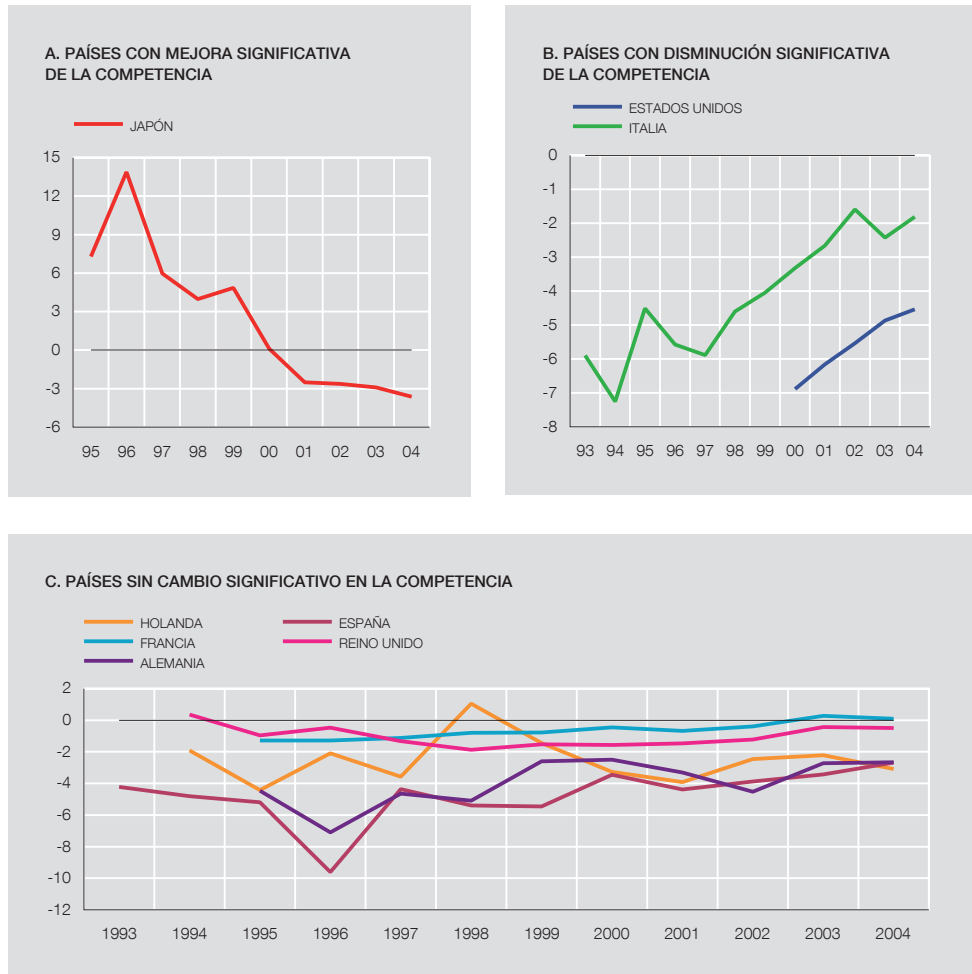 A. PAÍSES CON MEJORA SIGNIFICATIVA
DE LA COMPETENCIA
JAPÓN
15
12
9
6
3
0
-3
-6
95 96 97 98 99 00 01 02 03 04
B. PAÍSES CON DISMINUCIÓN SIGNIFICATIVA
DE LA COMPETENCIA
ESTADOS UNIDOS
ITALIA
0
-1
-2
-3
-4
-5
-6
-7
-8
93 94 95 96 97 98 99 00 01 02 03 04
C. PAÍSES SIN CAMBIO SIGNIFICATIVO EN LA COMPETENCIA
HOLANDA
FRANCIA
ALEMANIA
ESPAÑA
REINO UNIDO
2
0
-2
-4
-6
-8
-10
-12
1993 1994 1995 1996 1997 1998 1999 2000 2001 2002 2003 2004